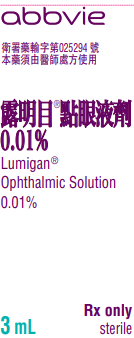 abbvie
衛署藥輸字第025294號
本藥須由醫師處方使用
露明目®點眼液劑
0.01%
Lumigan®
Ophthalmic Solution
0.01%
Rx only
3 mL sterile